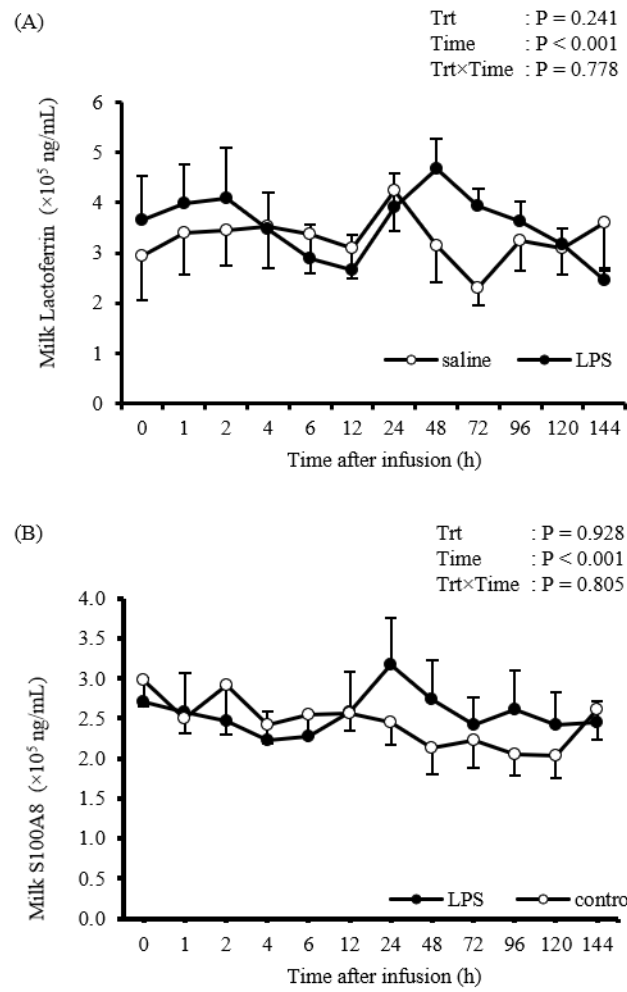 (A)
Trt : P = 0.241
Time : P < 0.001
Trt×Time : P = 0.778
Milk Lactoferrin (×10⁵ ng/mL)
6
5
4
3
2
1
0
saline LPS
0 1 2 4 6 12 24 48 72 96 120 144
Time after infusion (h)
(B)
Trt : P = 0.928
Time : P < 0.001
Trt×Time : P = 0.805
Milk S100A8 (×10⁵ ng/mL)
4.0
3.5
3.0
2.5
2.0
1.5
1.0
0.5
0.0
LPS contro
0 1 2 4 6 12 24 48 72 96 120 144
Time after infusion (h)